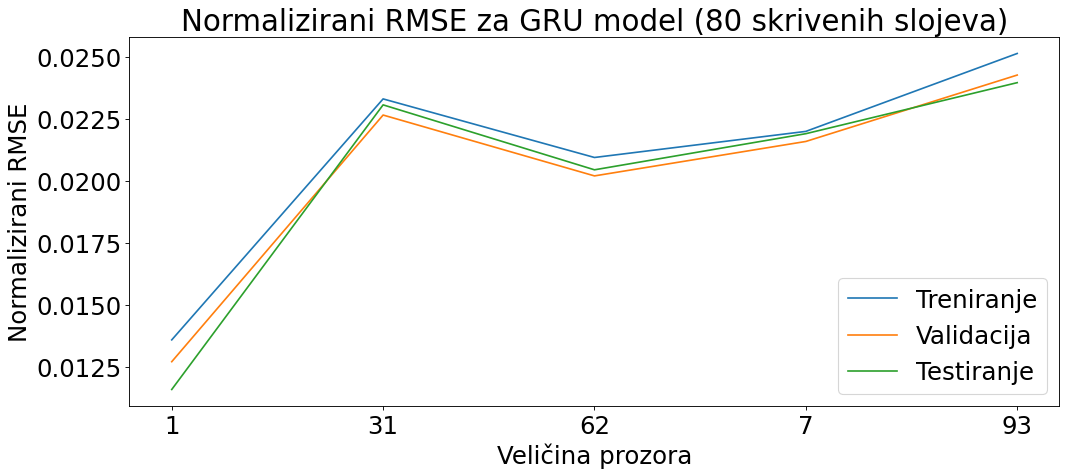 Normalizirani RMSE za GRU model (80 skrivenih slojeva)
Normalizirani RMSE
0.0250
0.0225
0.0200
0.0175
0.0150
0.0125
Treniranje
Validacija
Testiranje
1 31 62 7 93
Veličina prozora